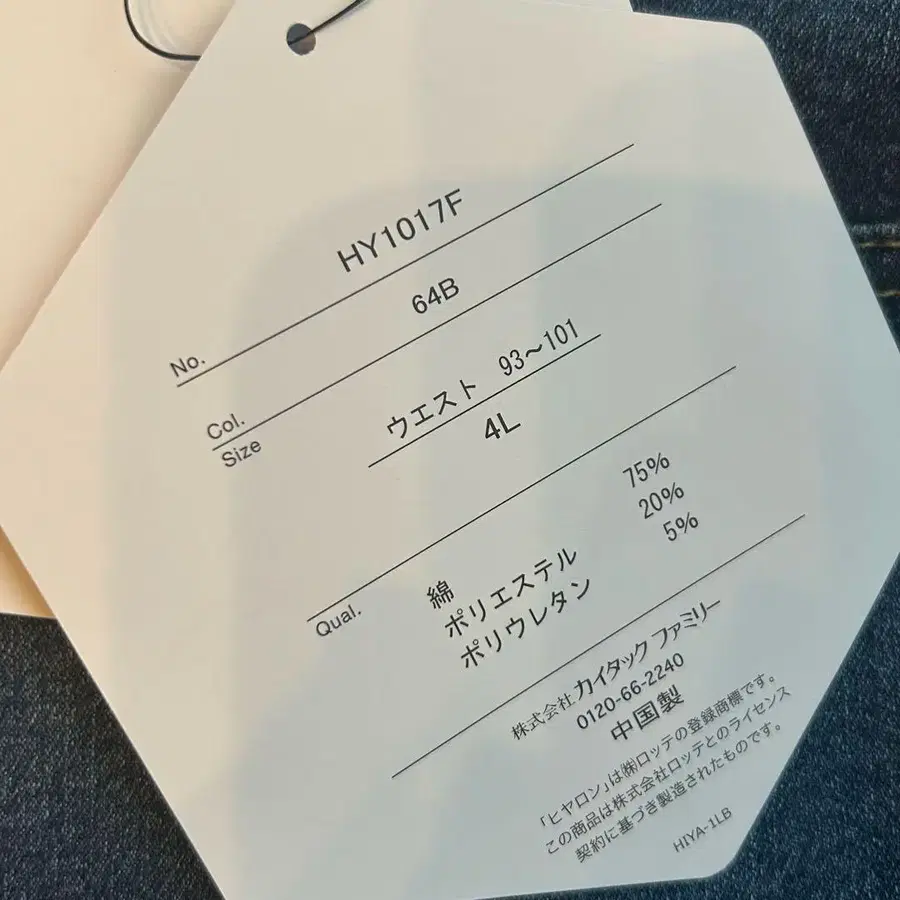 No. HY1017F
Col. 64B
Size ウエスト 93〜101
4L
Qual. 綿 75%
ポリエステル 20%
ポリウレタン 5%
株式会社カイタック ファミリー
0120-66-2240
中国製
「ヒヤロン」は㈱ロッテの登録商標です。
この商品は株式会社ロッテとのライセンス
契約に基づき製造されたものです。
HIYA-1LB